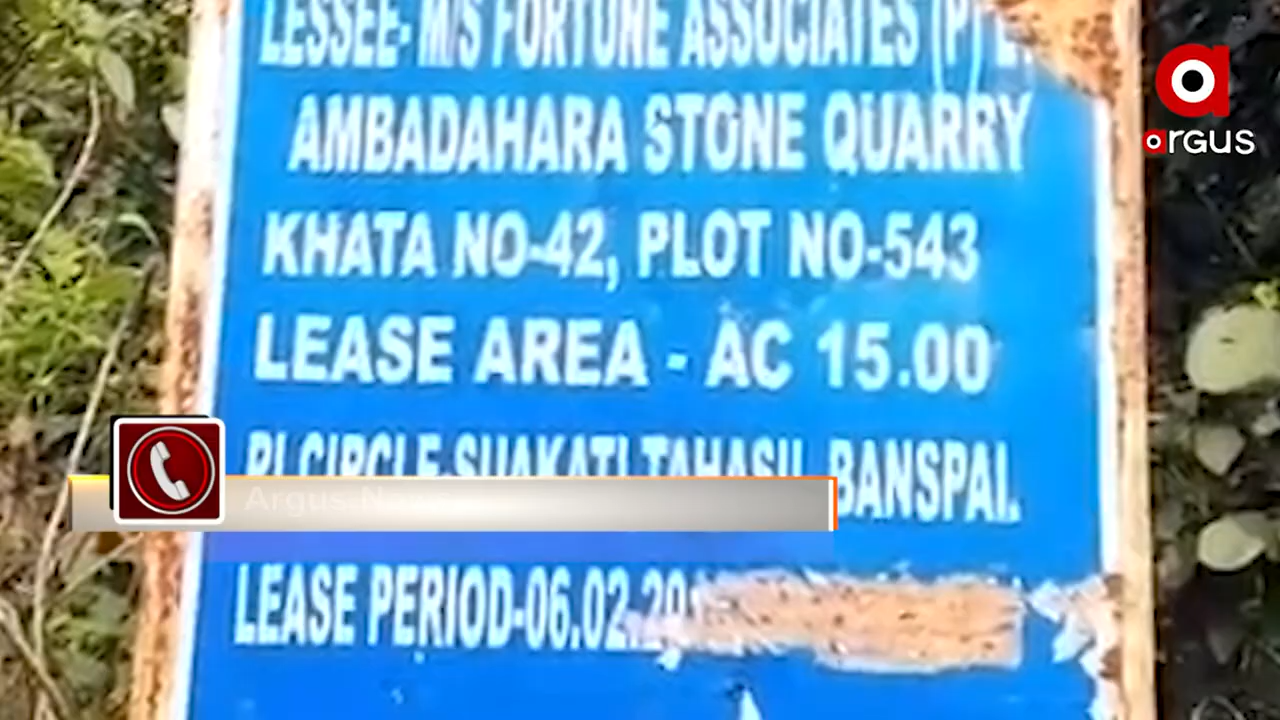 LESSEE- M/S FORTUNE ASSOCIATES (P)
AMBADAHARA STONE QUARRY
KHATA NO-42, PLOT NO-543
LEASE AREA - AC 15.00
RI CIRCLE-SUAKATI, TAHASIL BANSPAL
Argus News
LEASE PERIOD-06.02.20
argus